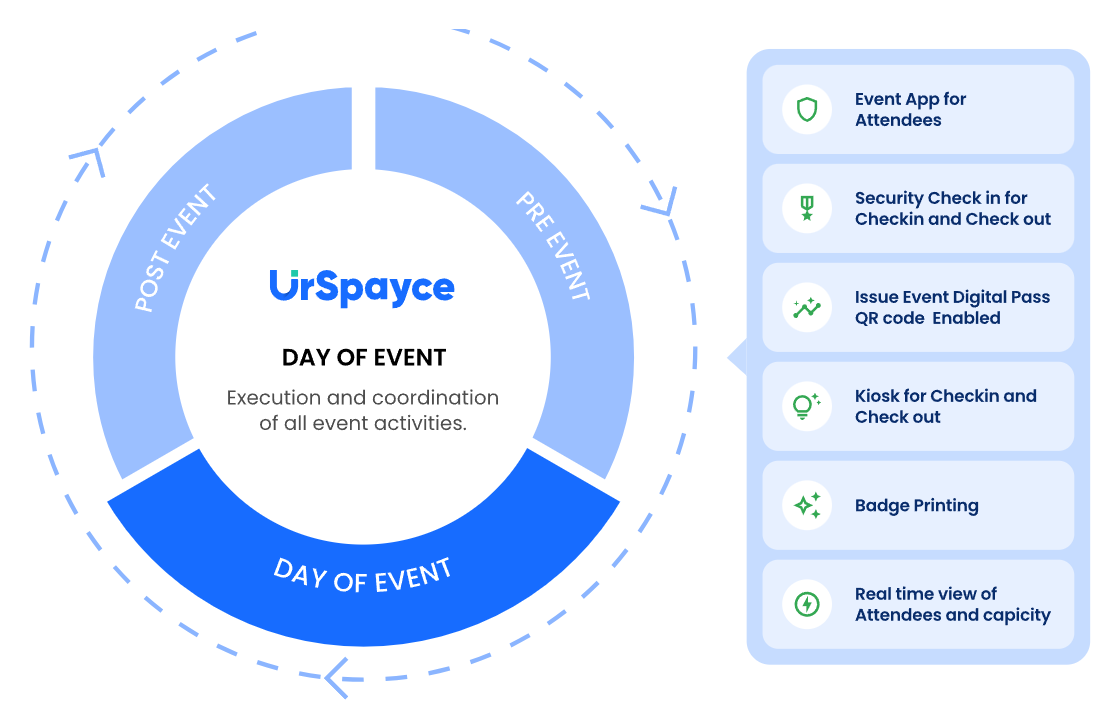 POST EVENT
PRE EVENT
UrSpayce
DAY OF EVENT
Execution and coordination
of all event activities.
DAY OF EVENT
Event App for
Attendees
Security Check in for
Checkin and Check out
Issue Event Digital Pass
QR code  Enabled
Kiosk for Checkin and
Check out
Badge Printing
Real time view of
Attendees and capicity